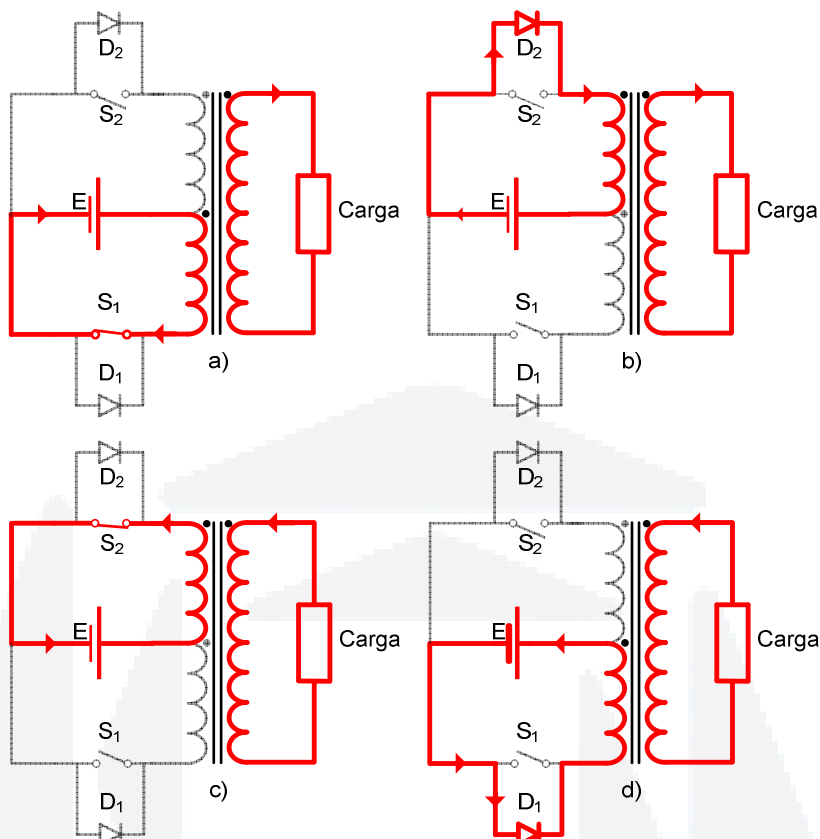 D₂
S₂
E
Carga
S₁
a)
D₁
D₂
S₂
E
Carga
S₁
b)
D₁
D₂
S₂
E
Carga
S₁
c)
D₁
D₂
S₂
E
Carga
S₁
d)
D₁